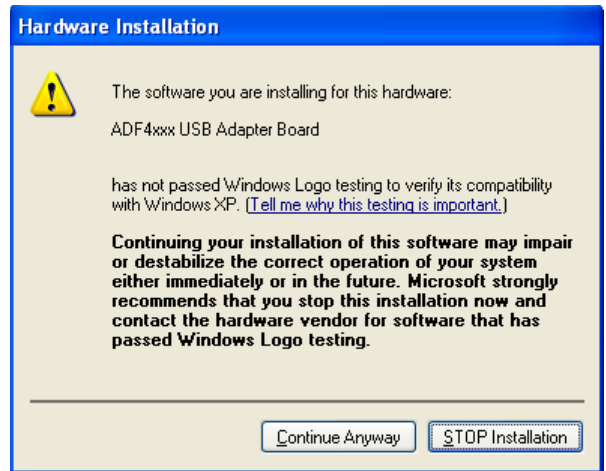 Hardware Installation
The software you are installing for this hardware:
ADF4xxx USB Adapter Board
has not passed Windows Logo testing to verify its compatibility
with Windows XP. (Tell me why this testing is important.)
Continuing your installation of this software may impair
or destabilize the correct operation of your system
either immediately or in the future. Microsoft strongly
recommends that you stop this installation now and
contact the hardware vendor for software that has
passed Windows Logo testing.
Continue Anyway
STOP Installation